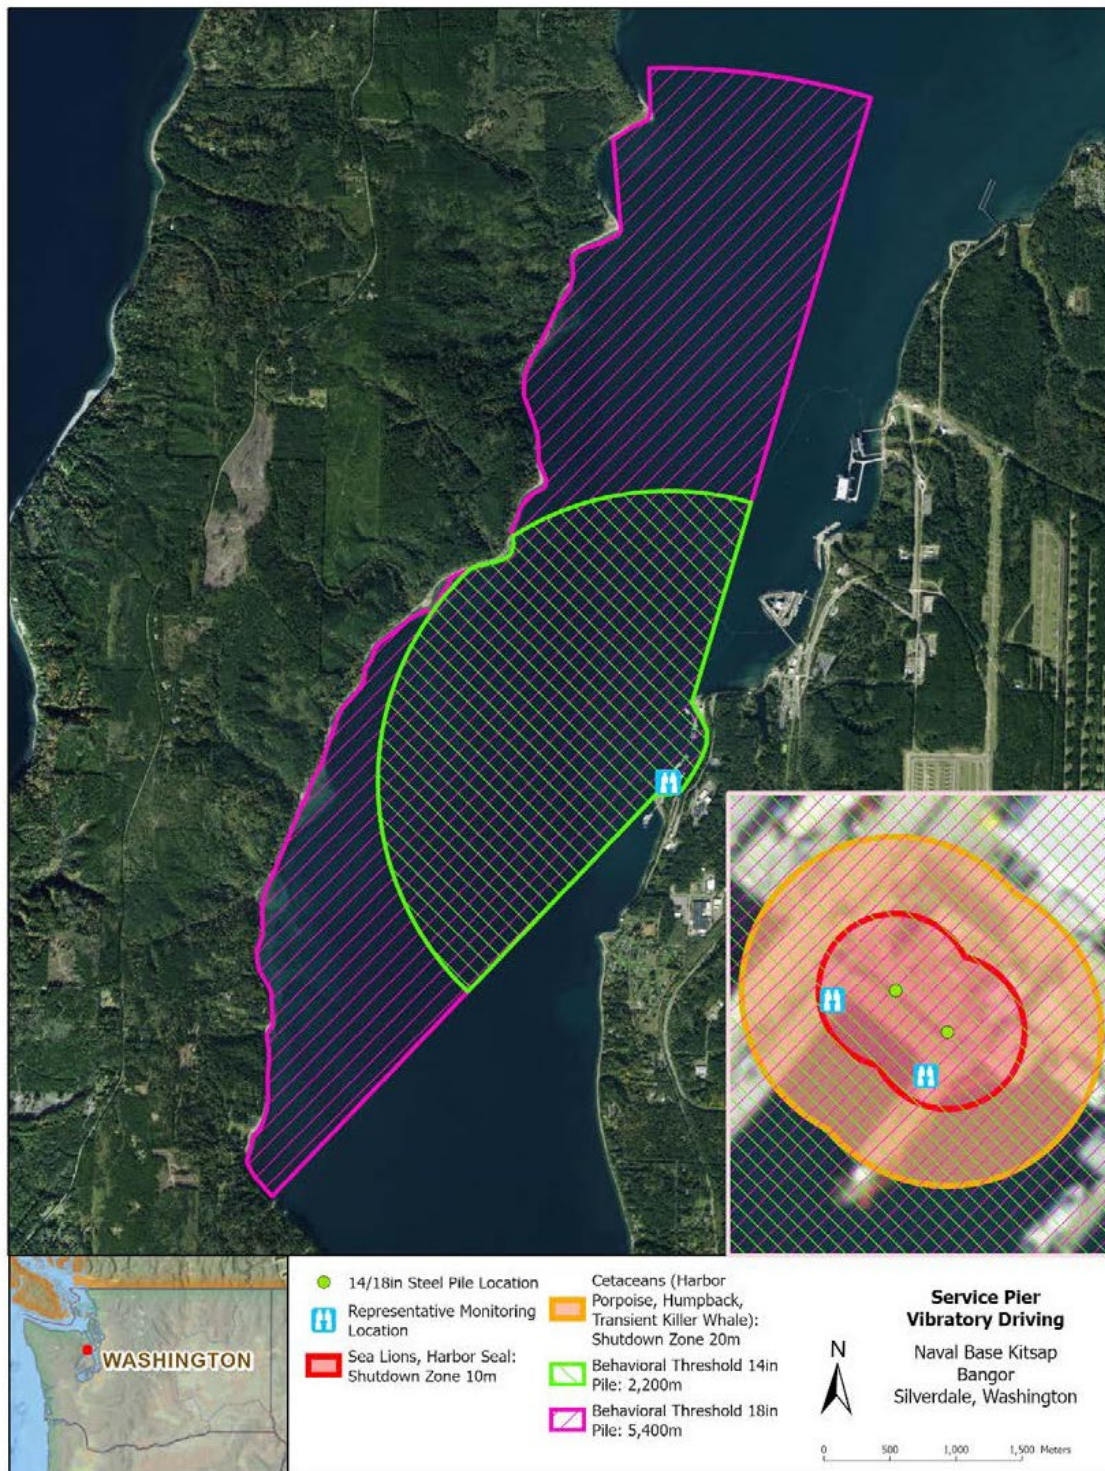 WASHINGTON
14/18in Steel Pile Location
Representative Monitoring
Location
Sea Lions, Harbor Seal:
Shutdown Zone 10m
Cetaceans (Harbor
Porpoise, Humpback,
Transient Killer Whale):
Shutdown Zone 20m
Behavioral Threshold 14in
Pile: 2,200m
Behavioral Threshold 18in
Pile: 5,400m
N
Service Pier
Vibratory Driving
Naval Base Kitsap
Bangor
Silverdale, Washington
0 500 1,000 1,500 Meters